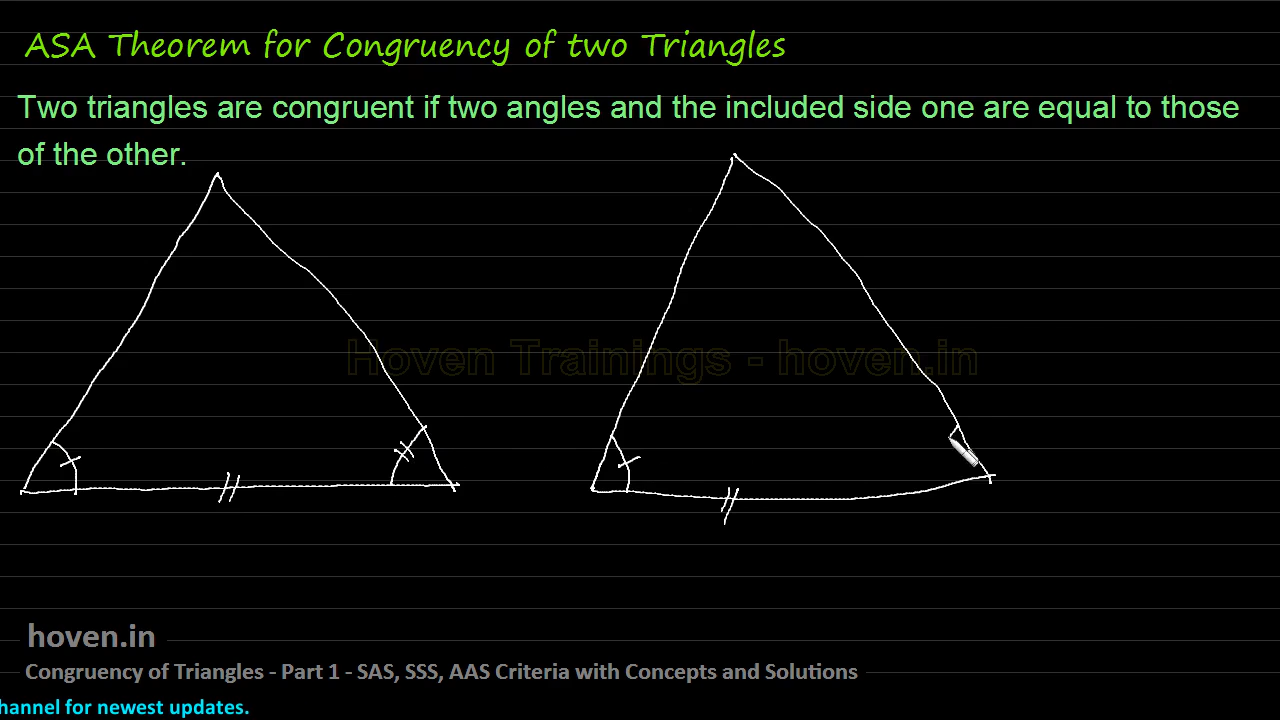 ASA Theorem for Congruency of two Triangles
Two triangles are congruent if two angles and the included side one are equal to those
of the other.
Hoven Trainings - hoven.in
hoven.in
Congruency of Triangles - Part 1 - SAS, SSS, AAS Criteria with Concepts and Solutions
hannel for newest updates.